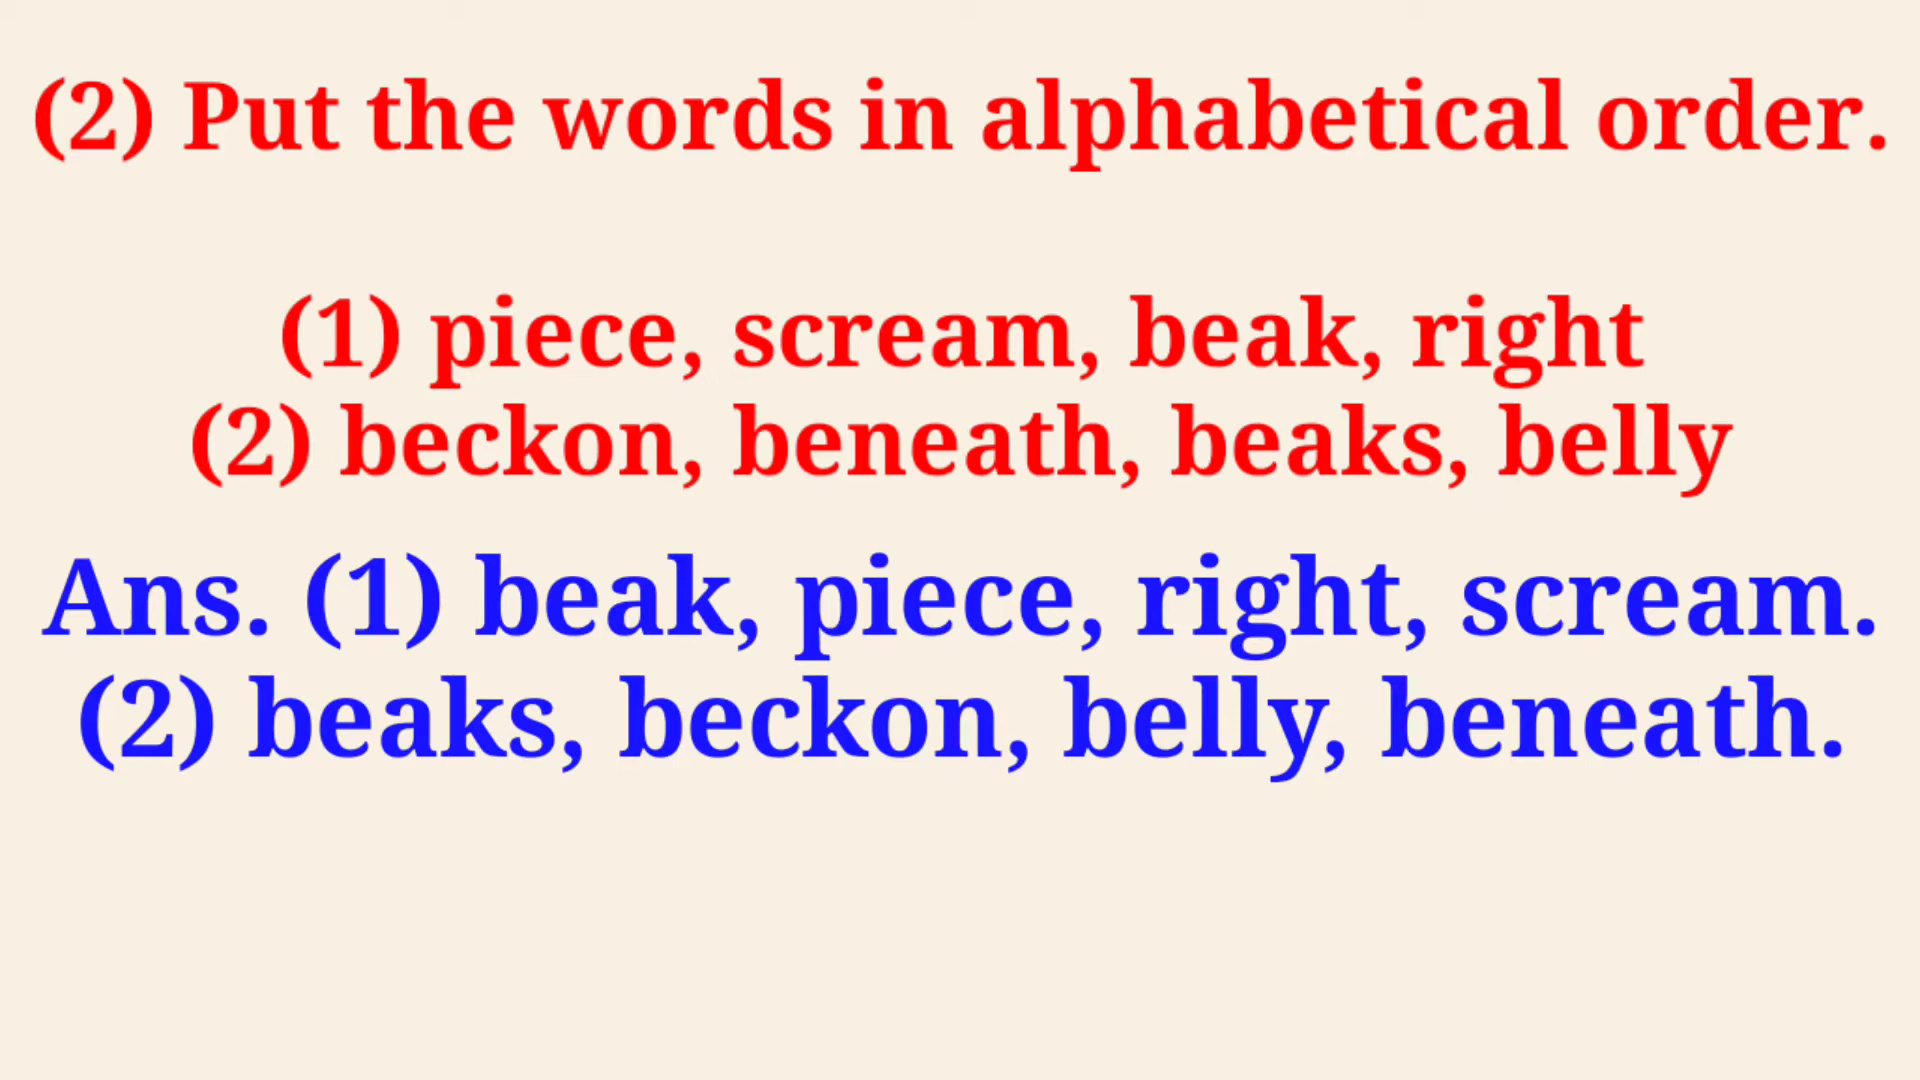 (2) Put the words in alphabetical order.
(1) piece, scream, beak, right
(2) beckon, beneath, beaks, belly
Ans. (1) beak, piece, right, scream.
(2) beaks, beckon, belly, beneath.